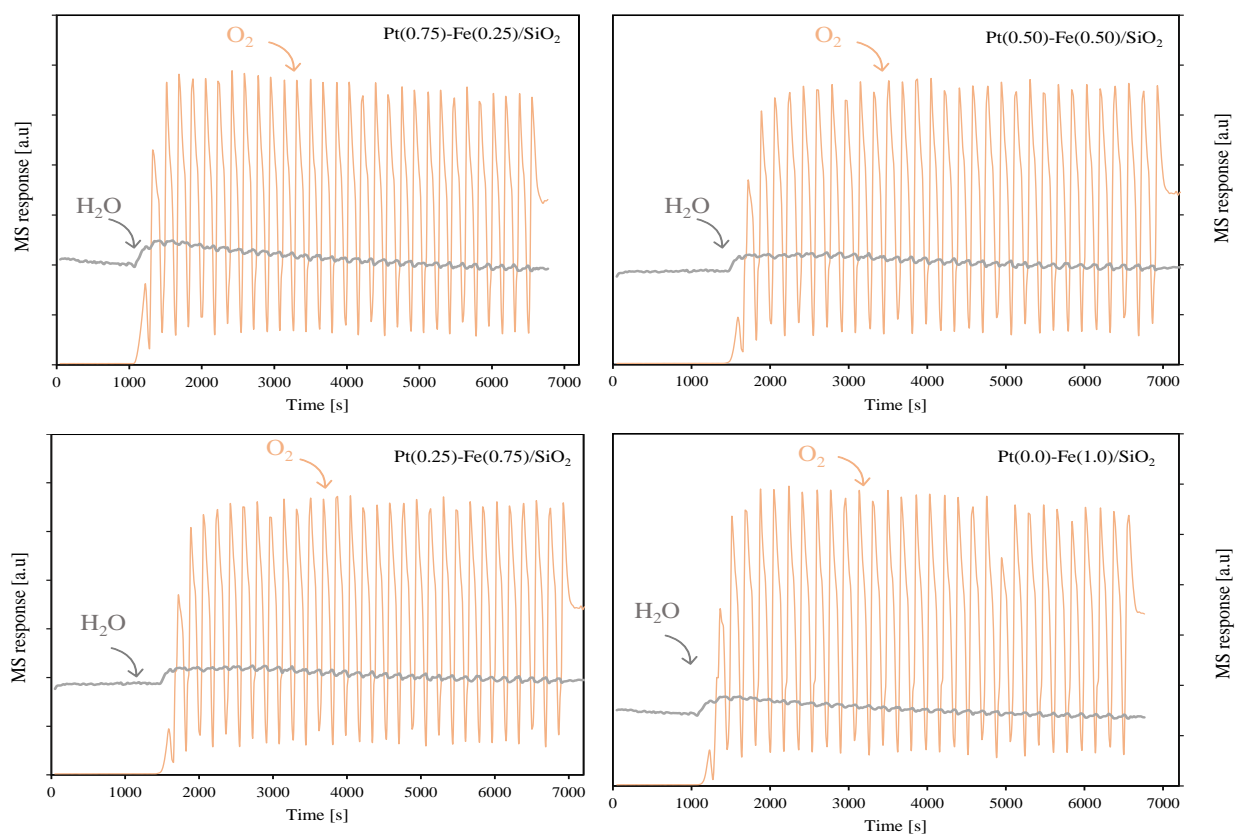 Pt(0.75)-Fe(0.25)/SiO₂
O₂
H₂O
MS response [a.u]
0 1000 2000 3000 4000 5000 6000 7000
Time [s]
Pt(0.50)-Fe(0.50)/SiO₂
O₂
H₂O
MS response [a.u]
0 1000 2000 3000 4000 5000 6000 7000
Time [s]
Pt(0.25)-Fe(0.75)/SiO₂
O₂
H₂O
MS response [a.u]
0 1000 2000 3000 4000 5000 6000 7000
Time [s]
Pt(0.0)-Fe(1.0)/SiO₂
O₂
H₂O
MS response [a.u]
0 1000 2000 3000 4000 5000 6000 7000
Time [s]